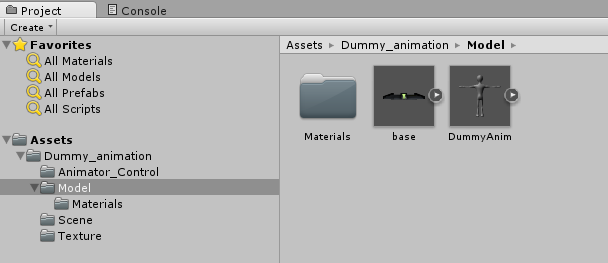 Project
Console
Create
Favorites
All Materials
All Models
All Prefabs
All Scripts
Assets
Dummy_animation
Animator_Control
Model
Materials
Scene
Texture
Assets Dummy_animation Model
Materials
base
DummyAnim